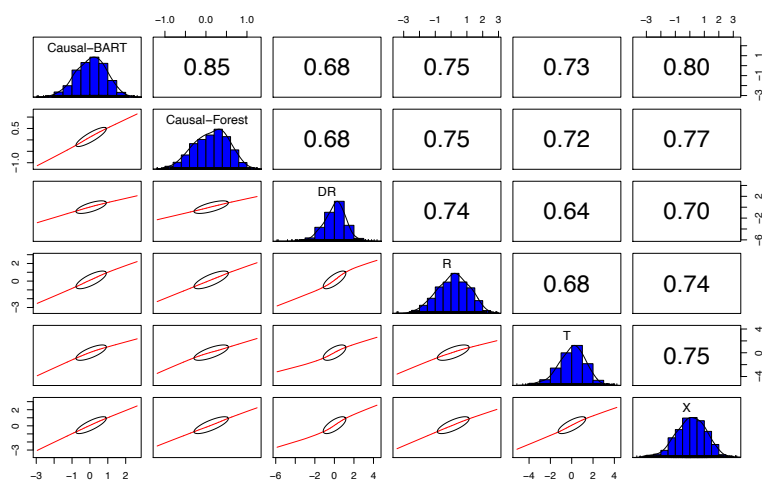 −1.0 0.0 1.0 −3 −1 1 2 3 −3 −1 1 3
Causal−BART 0.85 0.68 0.75 0.73 0.80 −3 −1 1
−1.0 0.5 Causal−Forest 0.68 0.75 0.72 0.77
DR 0.74 0.64 0.70 −6 −2 2
−3 0 2 R 0.68 0.74
T 0.75 −4 0 4
−3 0 2 X
−3 −1 0 1 2 −6 −2 0 2 4 −4 −2 0 2 4